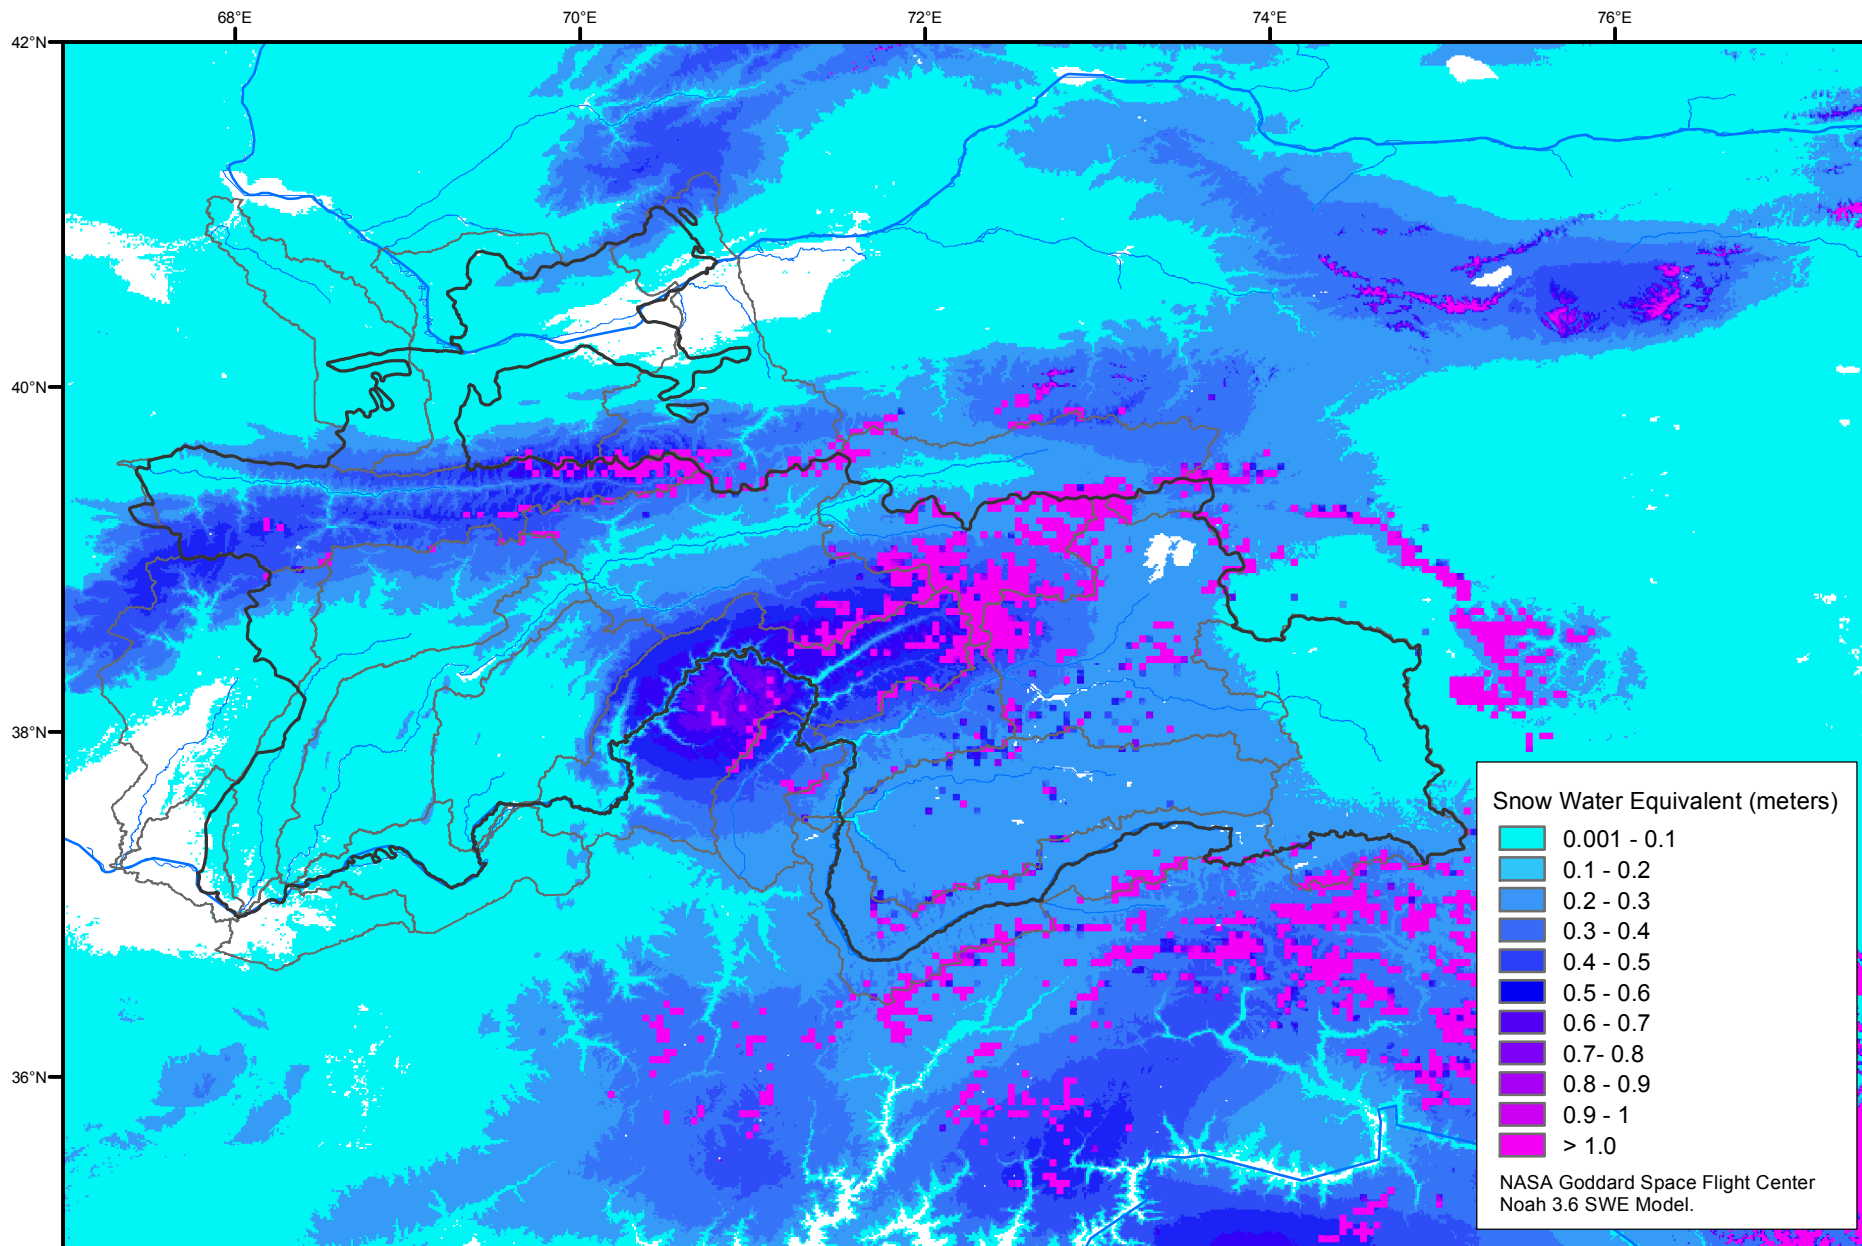 68°E
70°E
72°E
74°E
76°E
42°N
40°N
38°N
36°N
Snow Water Equivalent (meters)
0.001 - 0.1
0.1 - 0.2
0.2 - 0.3
0.3 - 0.4
0.4 - 0.5
0.5 - 0.6
0.6 - 0.7
0.7- 0.8
0.8 - 0.9
0.9 - 1
> 1.0
NASA Goddard Space Flight Center
Noah 3.6 SWE Model.